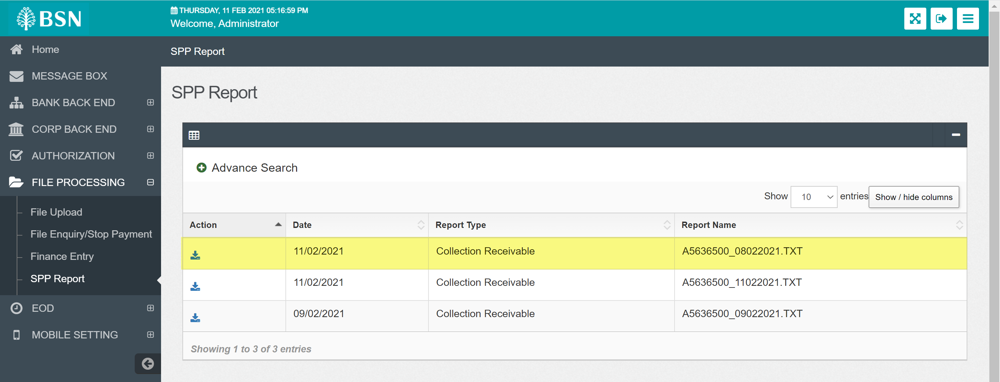 BSN
THURSDAY, 11 FEB 2021 05:16:59 PM
Welcome, Administrator
Home
MESSAGE BOX
BANK BACK END
CORP BACK END
AUTHORIZATION
FILE PROCESSING
File Upload
File Enquiry/Stop Payment
Finance Entry
SPP Report
EOD
MOBILE SETTING
SPP Report
SPP Report
Advance Search
Show 10 entries Show / hide columns
Action Date Report Type Report Name
11/02/2021 Collection Receivable A5636500_08022021.TXT
11/02/2021 Collection Receivable A5636500_11022021.TXT
09/02/2021 Collection Receivable A5636500_09022021.TXT
Showing 1 to 3 of 3 entries